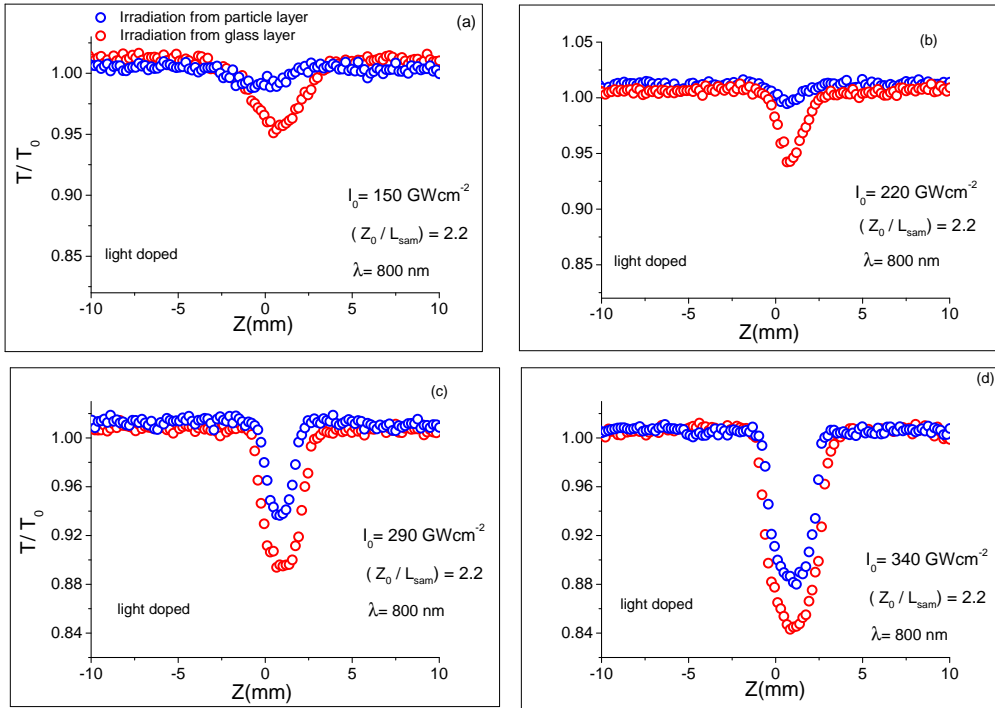 Irradiation from particle layer
Irradiation from glass layer
(a)
1.00
0.95
0.90
0.85
T/ T₀
I₀= 150 GWcm⁻²
( Z₀ / Lₛₐₘ) = 2.2
λ= 800 nm
light doped
-10 -5 0 5 10
Z(mm)
(b)
1.05
1.00
0.95
0.90
0.85
I₀= 220 GWcm⁻²
( Z₀ / Lₛₐₘ) = 2.2
λ= 800 nm
light doped
-10 -5 0 5 10
Z(mm)
(c)
1.00
0.96
0.92
0.88
0.84
T/ T₀
I₀= 290 GWcm⁻²
( Z₀ / Lₛₐₘ) = 2.2
λ= 800 nm
light doped
-10 -5 0 5 10
Z(mm)
(d)
1.00
0.96
0.92
0.88
0.84
I₀= 340 GWcm⁻²
( Z₀ / Lₛₐₘ) = 2.2
λ= 800 nm
light doped
-10 -5 0 5 10
Z(mm)